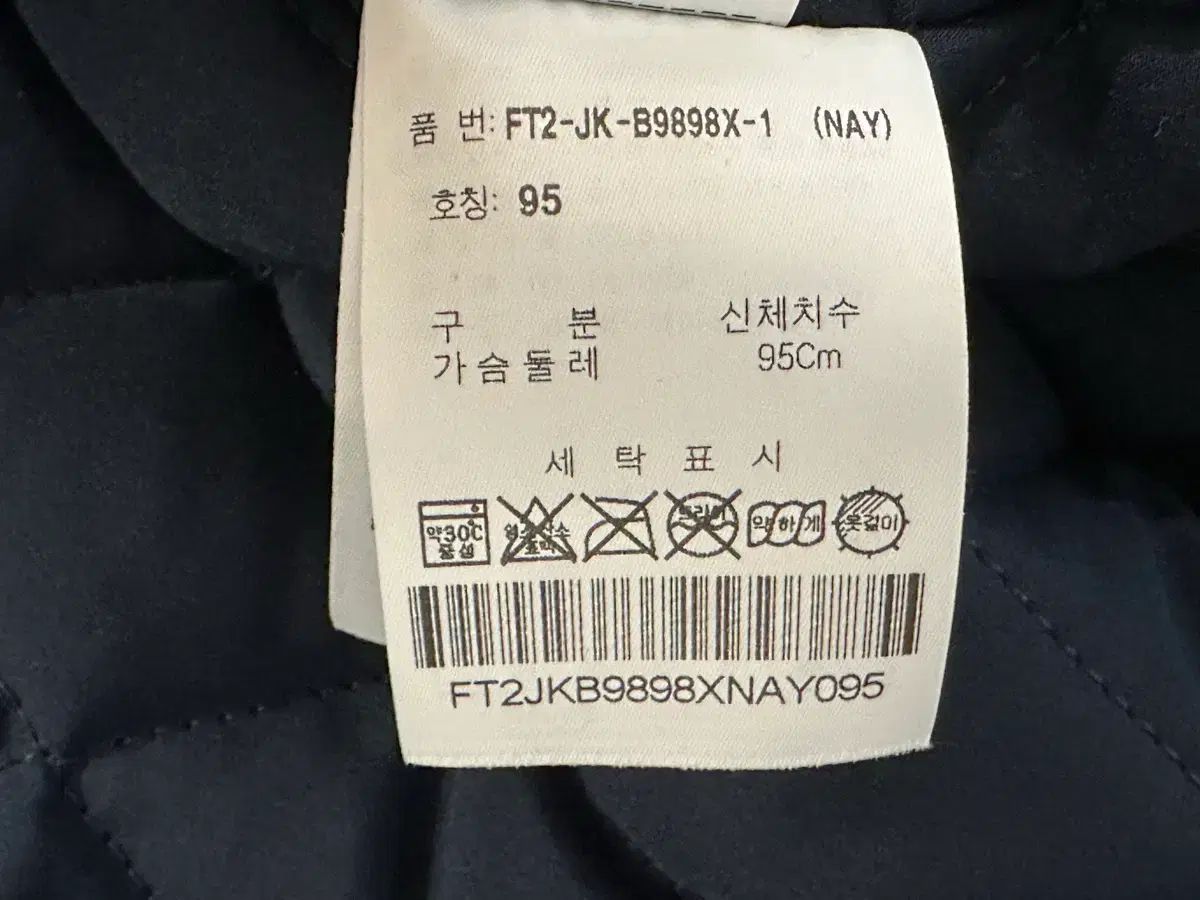 품 번: FT2-JK-B9898X-1 (NAY)
호칭: 95
구 분 신체치수
가슴둘레 95Cm
세 탁 표 시
약30℃ 중성
약하게
옷걸이
FT2JKB9898XNAY095